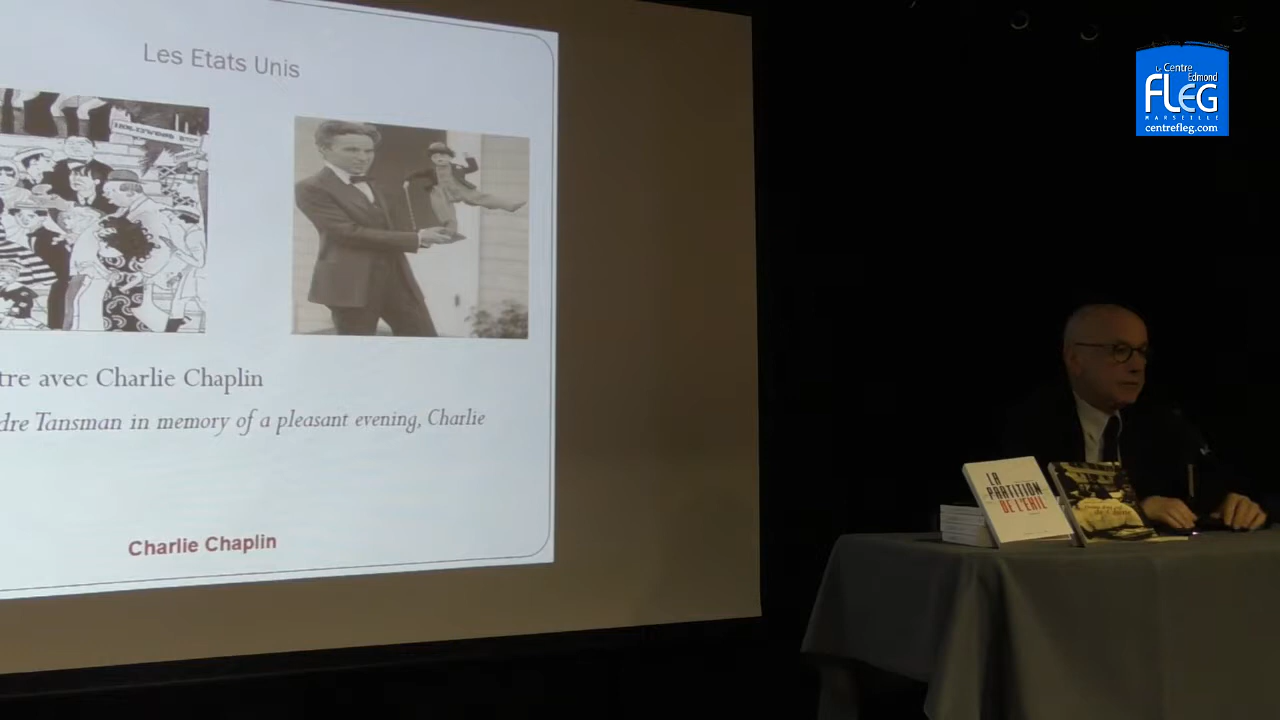 Les Etats Unis
tre avec Charlie Chaplin
dre Tansman in memory of a pleasant evening, Charlie
Charlie Chaplin
Le Centre
Edmond
FLEG
MARSEILLE
centrefleg.com
LA
PARTITION
DE L'EXIL